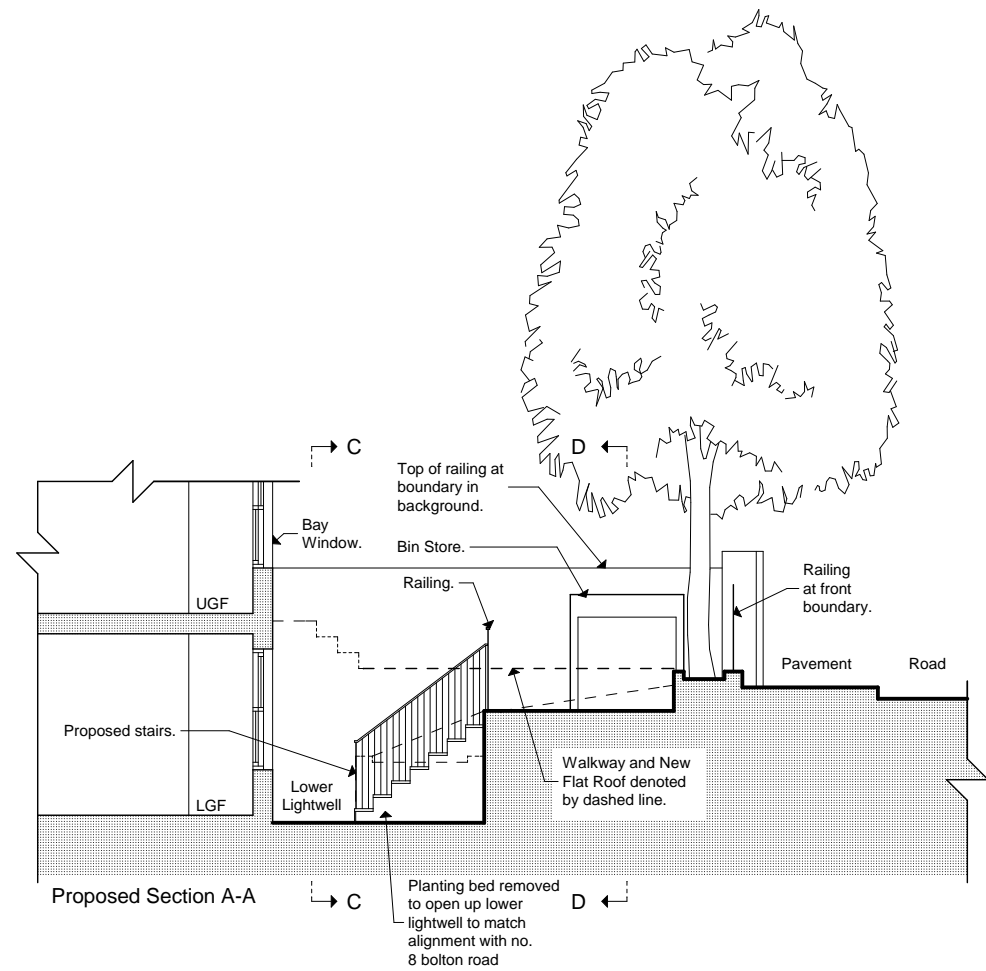 C
D
Top of railing at
boundary in
background.
Bay
Window.
Bin Store.
Railing.
Railing
at front
boundary.
UGF
Pavement
Road
Proposed stairs.
Lower
Lightwell
Walkway and New
Flat Roof denoted
by dashed line.
LGF
Proposed Section A-A
C
D
Planting bed removed
to open up lower
lightwell to match
alignment with no.
8 bolton road